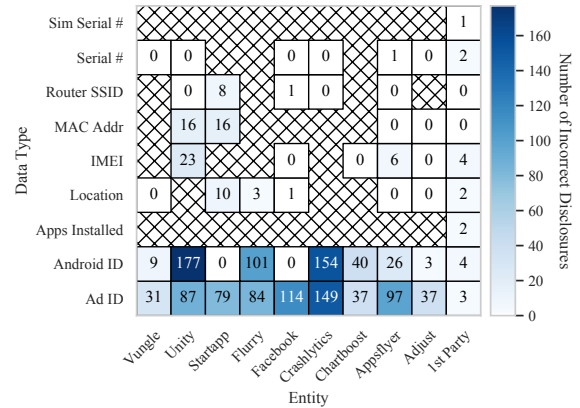 Sim Serial # 1
Serial # 0 0 0 0 1 0 2
Router SSID 0 8 1 0 0 0
MAC Addr 16 16 0 0 0
IMEI 23 0 0 6 0 4
Location 0 10 3 1 0 0 2
Apps Installed 2
Android ID 9 177 0 101 0 154 40 26 3 4
Ad ID 31 87 79 84 114 149 37 97 37 3
Data Type
Vungle
Unity
Startapp
Flurry
Facebook
Crashlytics
Chartboost
Appsflyer
Adjust
1st Party
Entity
160
140
120
100
80
60
40
20
0
Number of Incorrect Disclosures